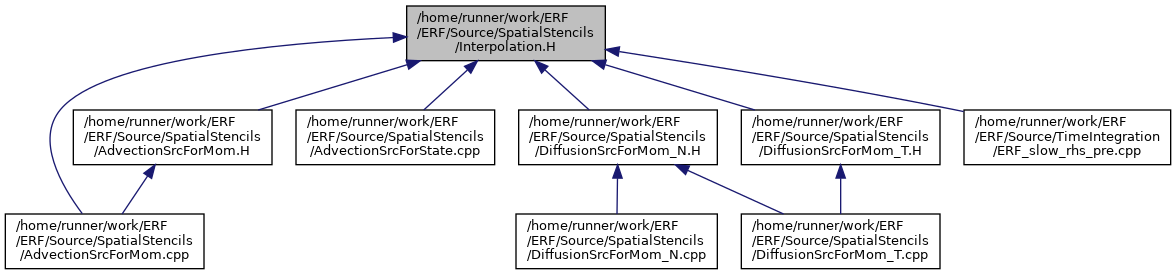 /home/runner/work/ERF
/ERF/Source/SpatialStencils
/Interpolation.H
/home/runner/work/ERF
/ERF/Source/SpatialStencils
/AdvectionSrcForMom.H
/home/runner/work/ERF
/ERF/Source/SpatialStencils
/AdvectionSrcForState.cpp
/home/runner/work/ERF
/ERF/Source/SpatialStencils
/DiffusionSrcForMom_N.H
/home/runner/work/ERF
/ERF/Source/SpatialStencils
/DiffusionSrcForMom_T.H
/home/runner/work/ERF
/ERF/Source/TimeIntegration
/ERF_slow_rhs_pre.cpp
/home/runner/work/ERF
/ERF/Source/SpatialStencils
/AdvectionSrcForMom.cpp
/home/runner/work/ERF
/ERF/Source/SpatialStencils
/DiffusionSrcForMom_N.cpp
/home/runner/work/ERF
/ERF/Source/SpatialStencils
/DiffusionSrcForMom_T.cpp